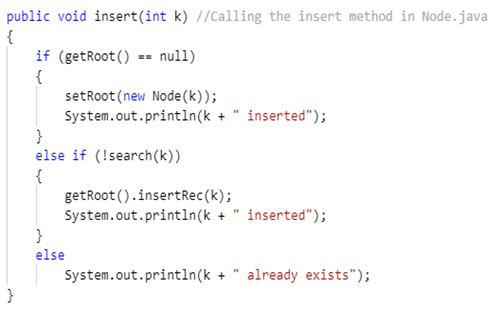 public void insert(int k) //Calling the insert method in Node.java
{
    if (getRoot() == null)
    {
        setRoot(new Node(k));
        System.out.println(k + " inserted");
    }
    else if (!search(k))
    {
        getRoot().insertRec(k);
        System.out.println(k + " inserted");
    }
    else
        System.out.println(k + " already exists");
}